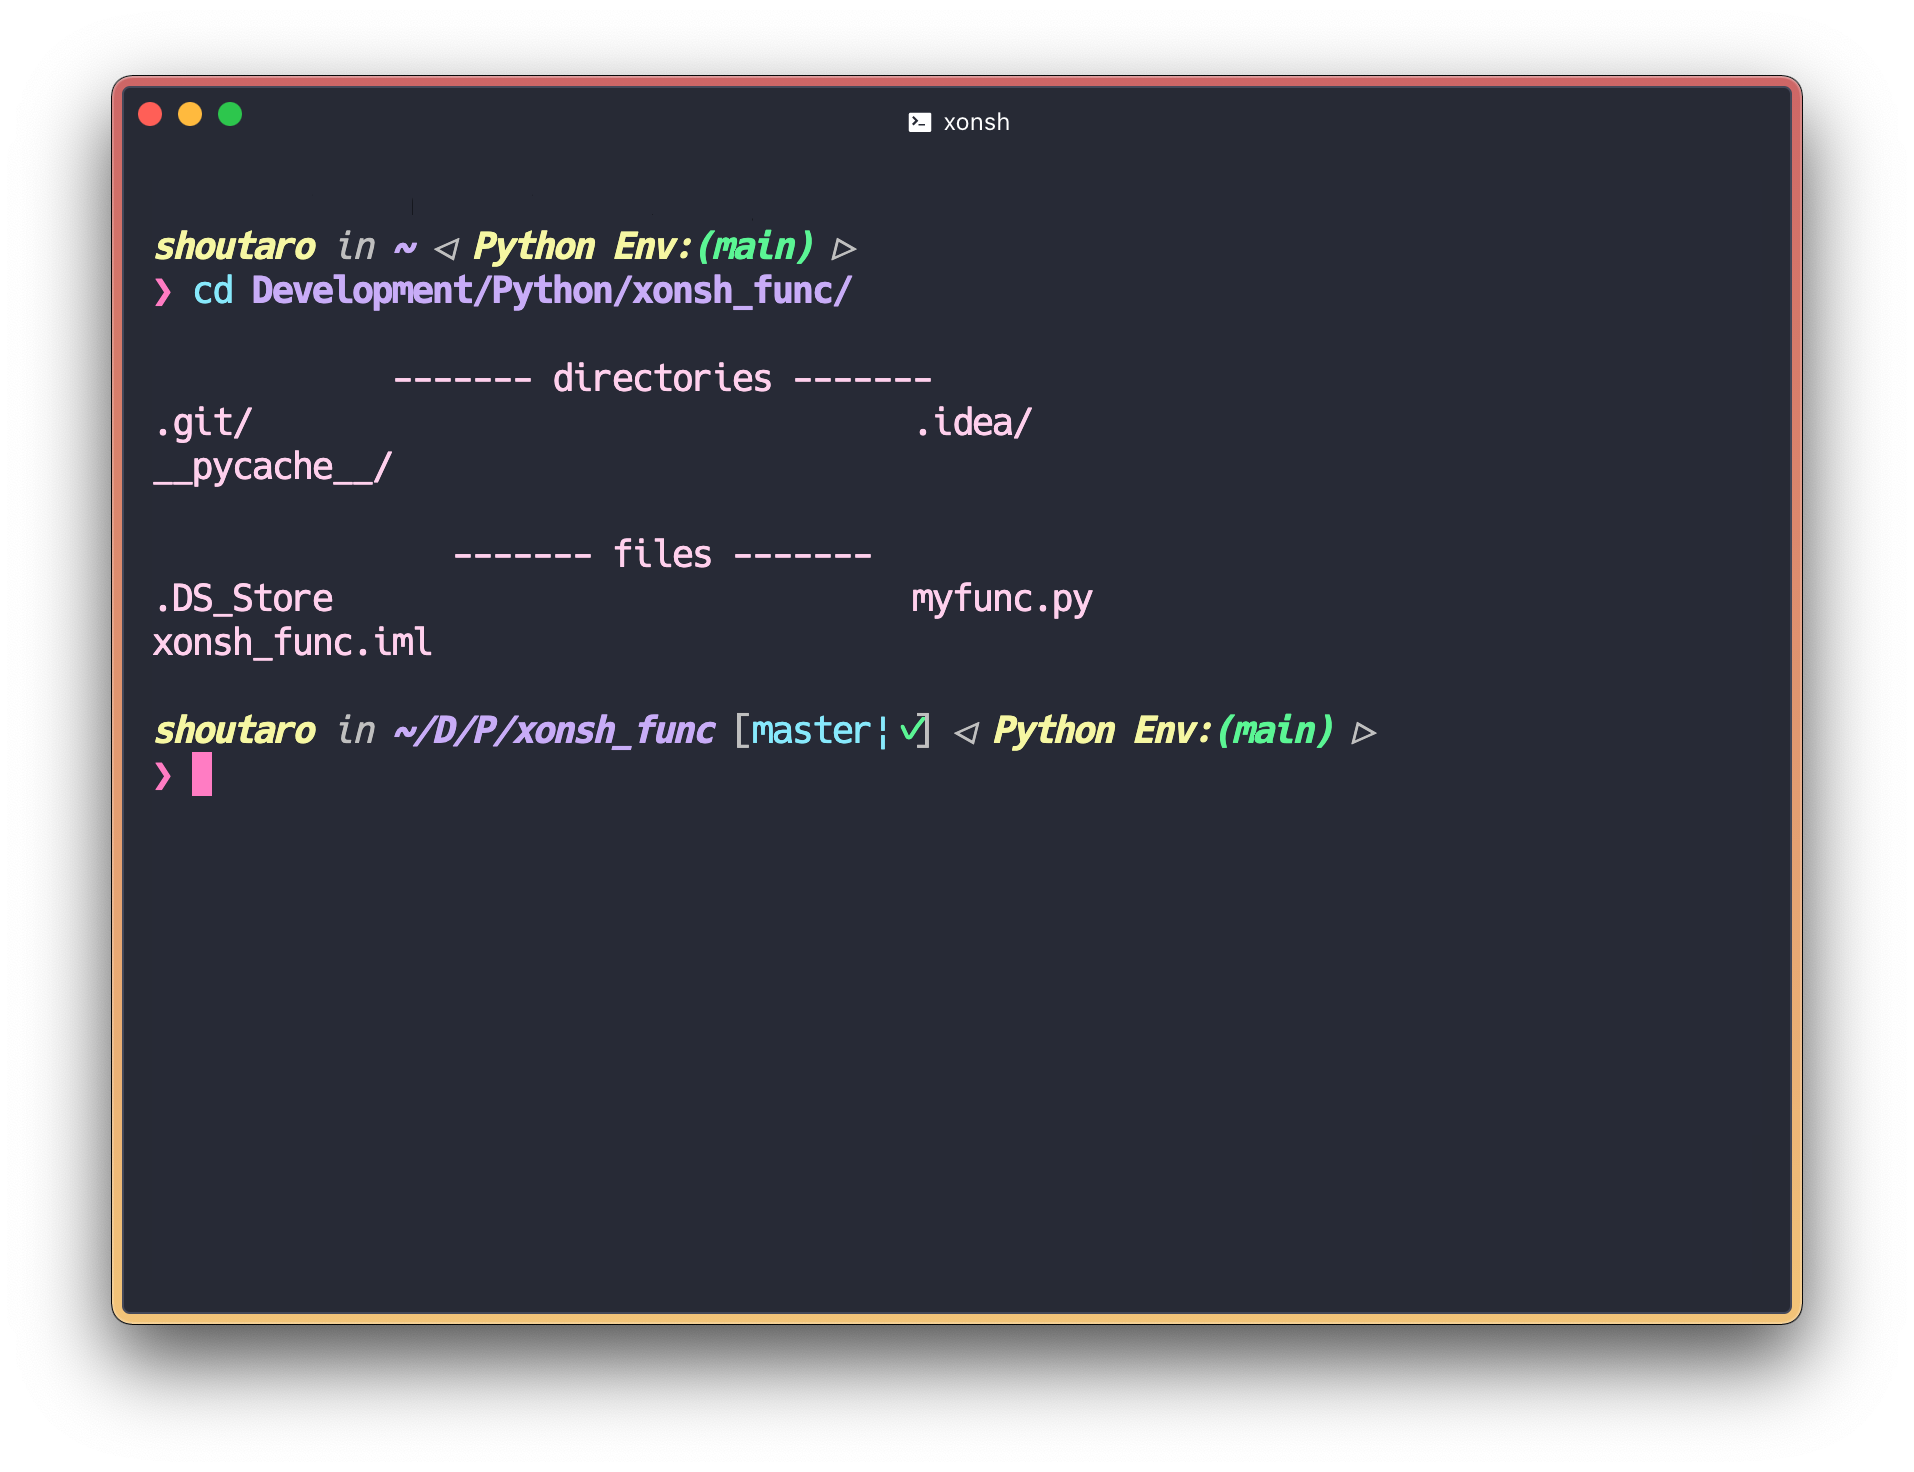 xonsh
shoutaro in ~ ◁ Python Env:(main) ▷
❯ cd Development/Python/xonsh_func/
------- directories -------
.git/ .idea/
__pycache__/
------- files -------
.DS_Store myfunc.py
xonsh_func.iml
shoutaro in ~/D/P/xonsh_func [master¦✓] ◁ Python Env:(main) ▷
❯